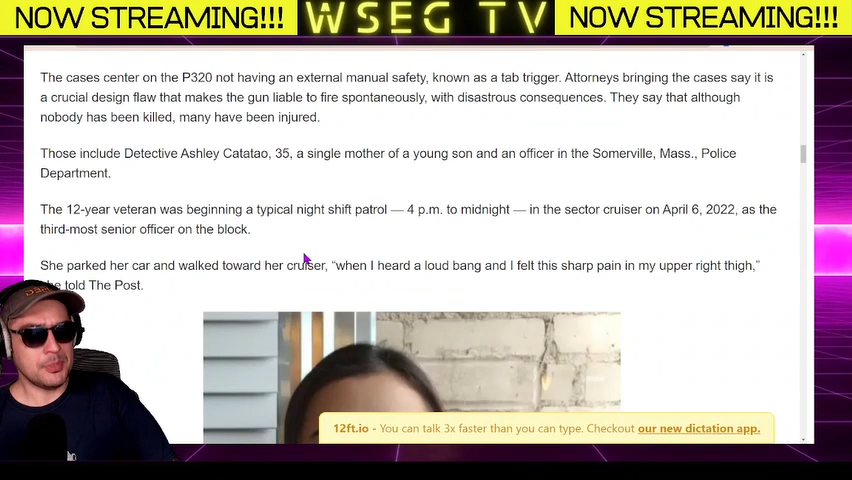 NOW STREAMING!!! WSEG TV NOW STREAMING!!!
The cases center on the P320 not having an external manual safety, known as a tab trigger. Attorneys bringing the cases say it is
a crucial design flaw that makes the gun liable to fire spontaneously, with disastrous consequences. They say that although
nobody has been killed, many have been injured.
Those include Detective Ashley Catatao, 35, a single mother of a young son and an officer in the Somerville, Mass., Police
Department.
The 12-year veteran was beginning a typical night shift patrol — 4 p.m. to midnight — in the sector cruiser on April 6, 2022, as the
third-most senior officer on the block.
She parked her car and walked toward her cruiser, “when I heard a loud bang and I felt this sharp pain in my upper right thigh,”
she told The Post.
12ft.io - You can talk 3x faster than you can type. Checkout our new dictation app.